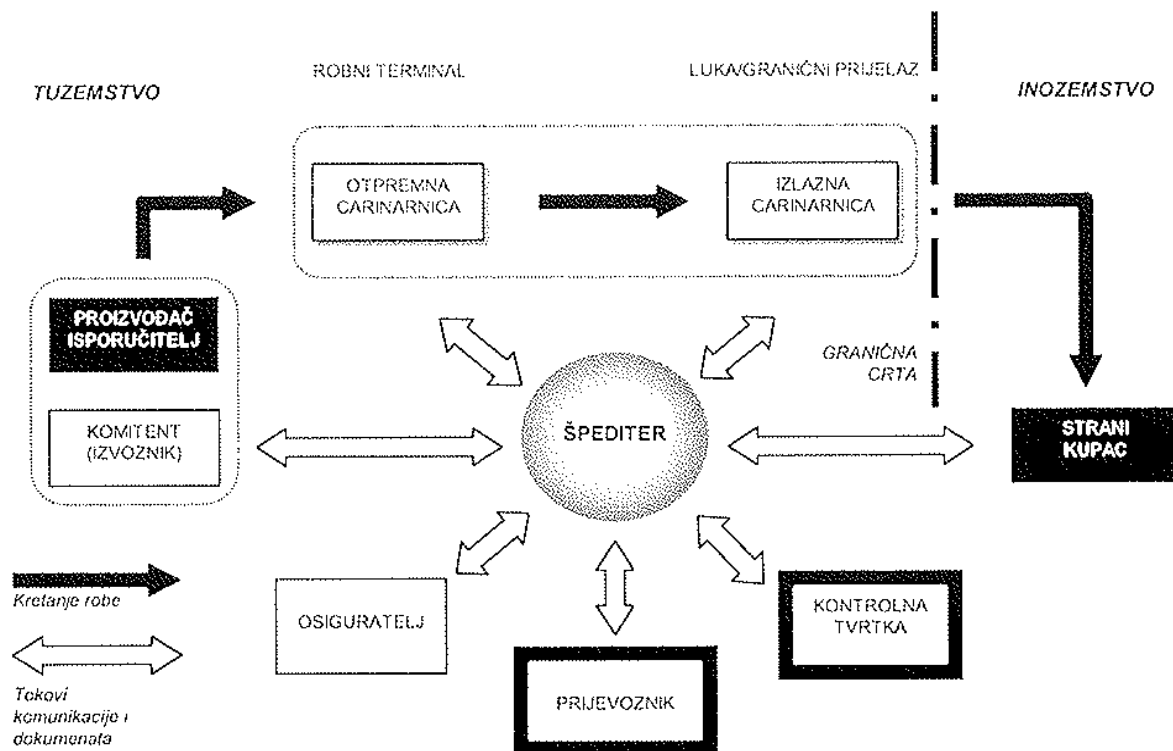 ROBNI TERMINAL
LUKA/GRANIČNI PRIJELAZ
TUZEMSTVO
INOZEMSTVO
OTPREMNA
CARINARNICA
IZLAZNA
CARINARNICA
PROIZVOĐAČ
ISPORUČITELJ
GRANIČNA
CRTA
KOMITENT
(IZVOZNIK)
ŠPEDITER
STRANI
KUPAC
Kretanje robe
OSIGURATELJ
KONTROLNA
TVRTKA
PRIJEVOZNIK
Tokovi
komunikacije i
dokumenata